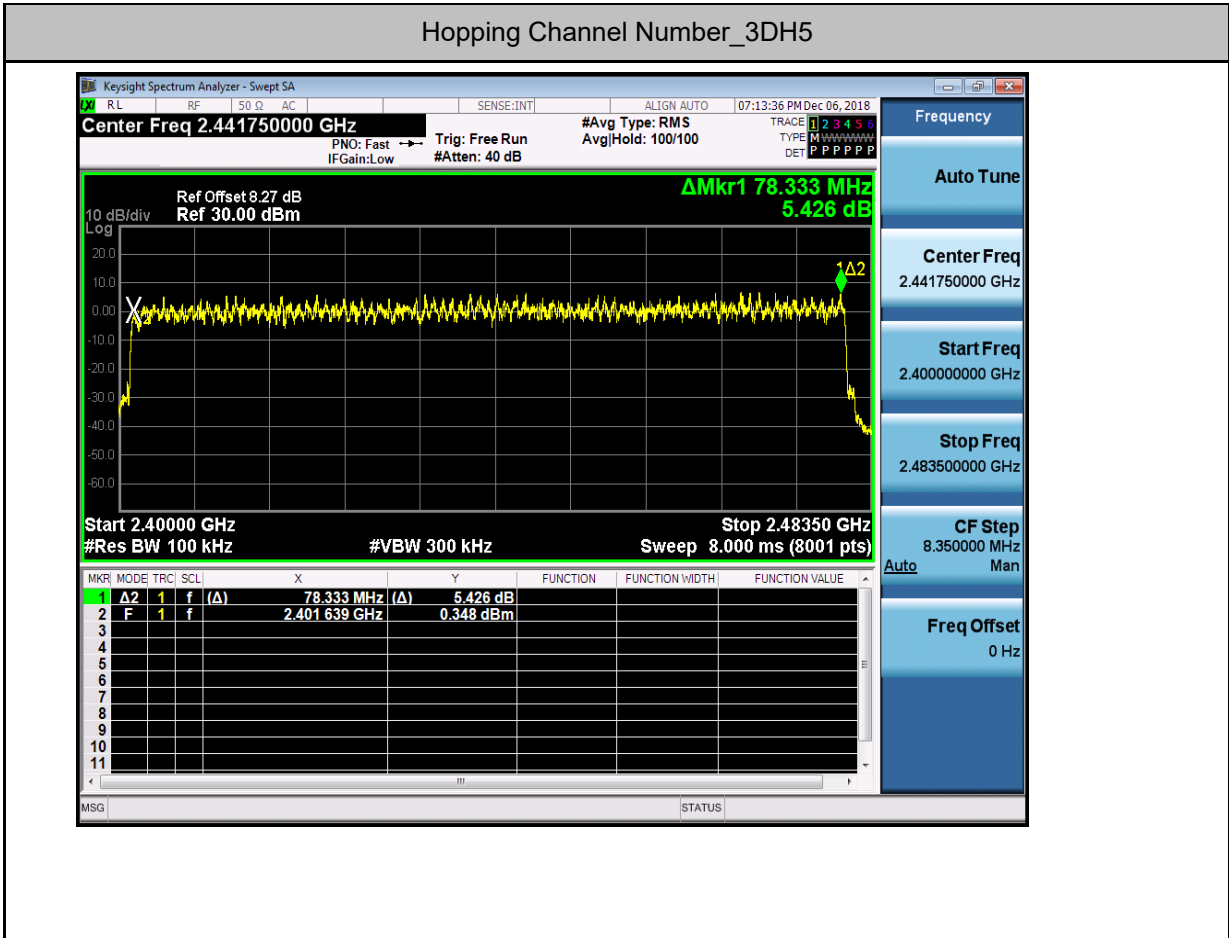 Hopping Channel Number_3DH5
Keysight Spectrum Analyzer - Swept SA
LXI RL RF 50 Ω AC SENSE:INT ALIGN AUTO 07:13:36 PM Dec 06, 2018
Center Freq 2.441750000 GHz
PNO: Fast
IFGain:Low
Trig: Free Run
#Atten: 40 dB
#Avg Type: RMS
Avg|Hold: 100/100
TRACE 1 2 3 4 5 6
TYPE M WWWWW
DET P P P P P P
Frequency
Auto Tune
Center Freq
2.441750000 GHz
Start Freq
2.400000000 GHz
Stop Freq
2.483500000 GHz
CF Step
8.350000 MHz
Auto Man
Freq Offset
0 Hz
ΔMkr1 78.333 MHz
5.426 dB
Ref Offset 8.27 dB
10 dB/div Ref 30.00 dBm
Log
20.0
10.0
0.00
-10.0
-20.0
-30.0
-40.0
-50.0
-60.0
1Δ2
2
Start 2.40000 GHz Stop 2.48350 GHz
#Res BW 100 kHz #VBW 300 kHz Sweep 8.000 ms (8001 pts)
MKR MODE TRC SCL X Y FUNCTION FUNCTION WIDTH FUNCTION VALUE
1 Δ2 1 f (Δ) 78.333 MHz (Δ) 5.426 dB
2 F 1 f 2.401 639 GHz 0.348 dBm
3
4
5
6
7
8
9
10
11
MSG STATUS